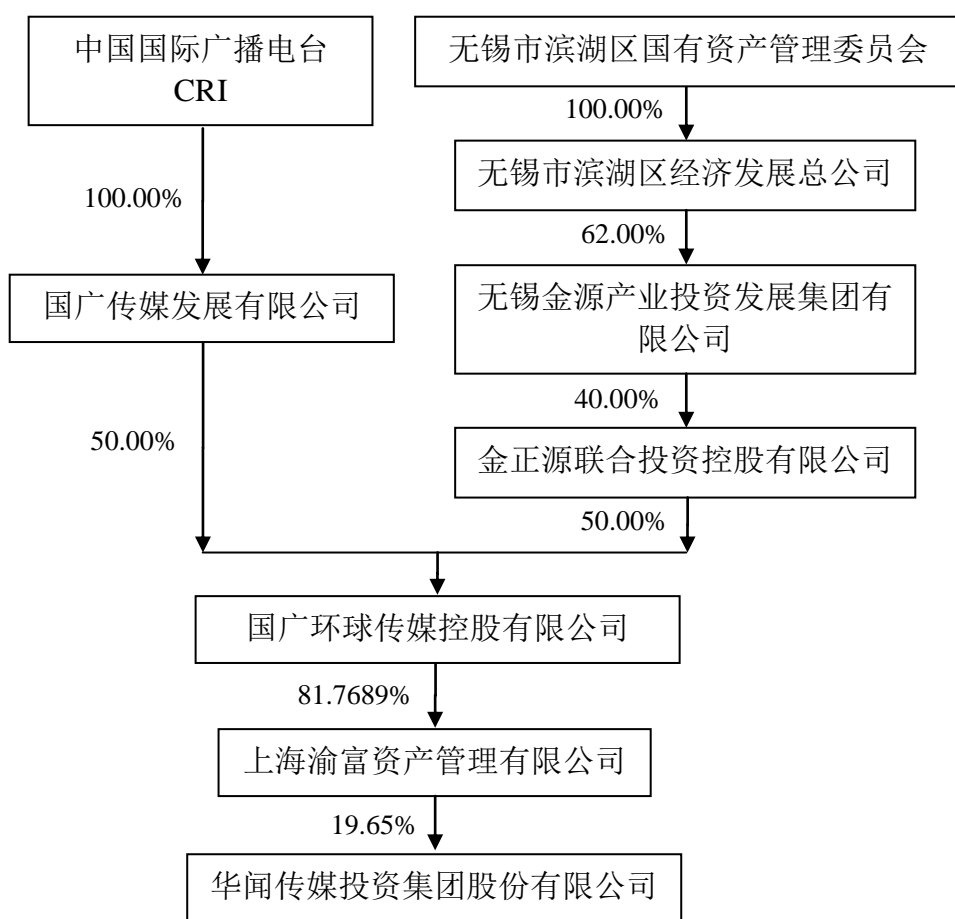 中国国际广播电台
CRI
无锡市滨湖区国有资产管理委员会
100.00%
无锡市滨湖区经济发展总公司
100.00%
62.00%
国广传媒发展有限公司
无锡金源产业投资发展集团有
限公司
40.00%
50.00%
金正源联合投资控股有限公司
50.00%
国广环球传媒控股有限公司
81.7689%
上海渝富资产管理有限公司
19.65%
华闻传媒投资集团股份有限公司